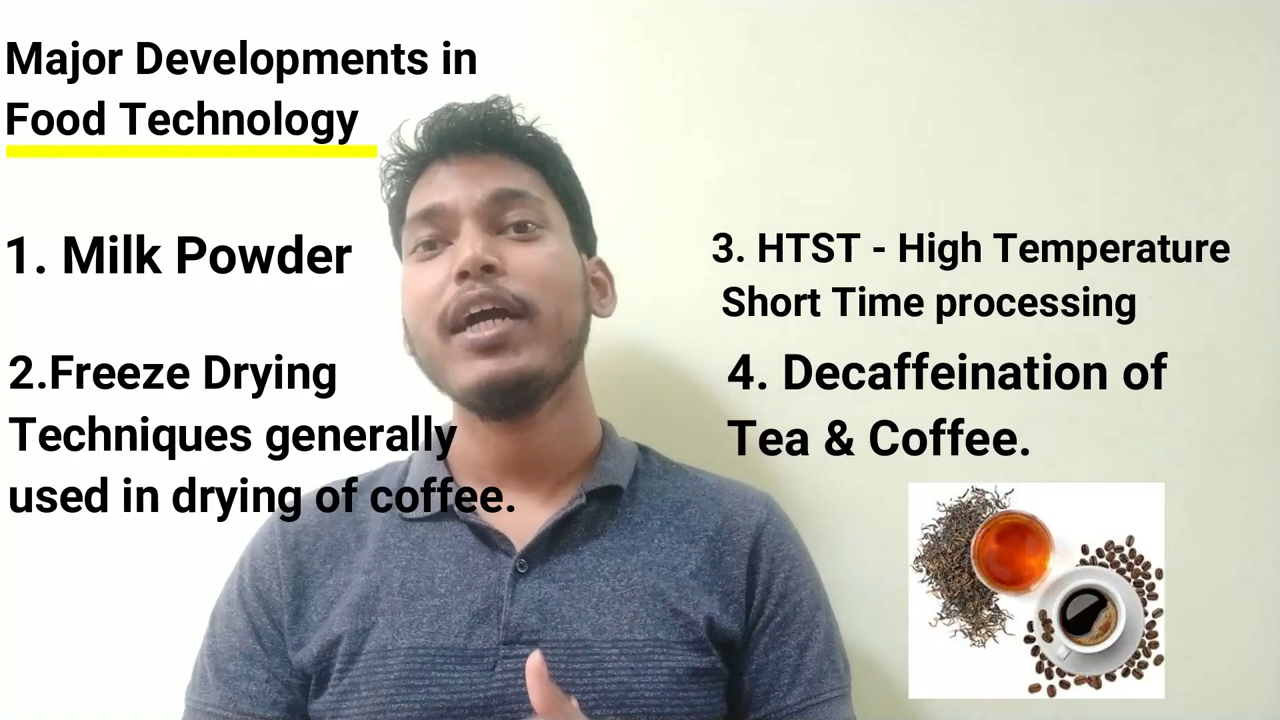 Major Developments in
Food Technology
1. Milk Powder
2.Freeze Drying
Techniques generally
used in drying of coffee.
3. HTST - High Temperature
Short Time processing
4. Decaffeination of
Tea & Coffee.